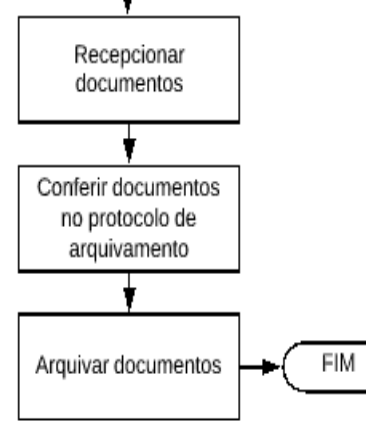 Recepcionar
documentos
Conferir documentos
no protocolo de
arquivamento
Arquivar documentos
FIM